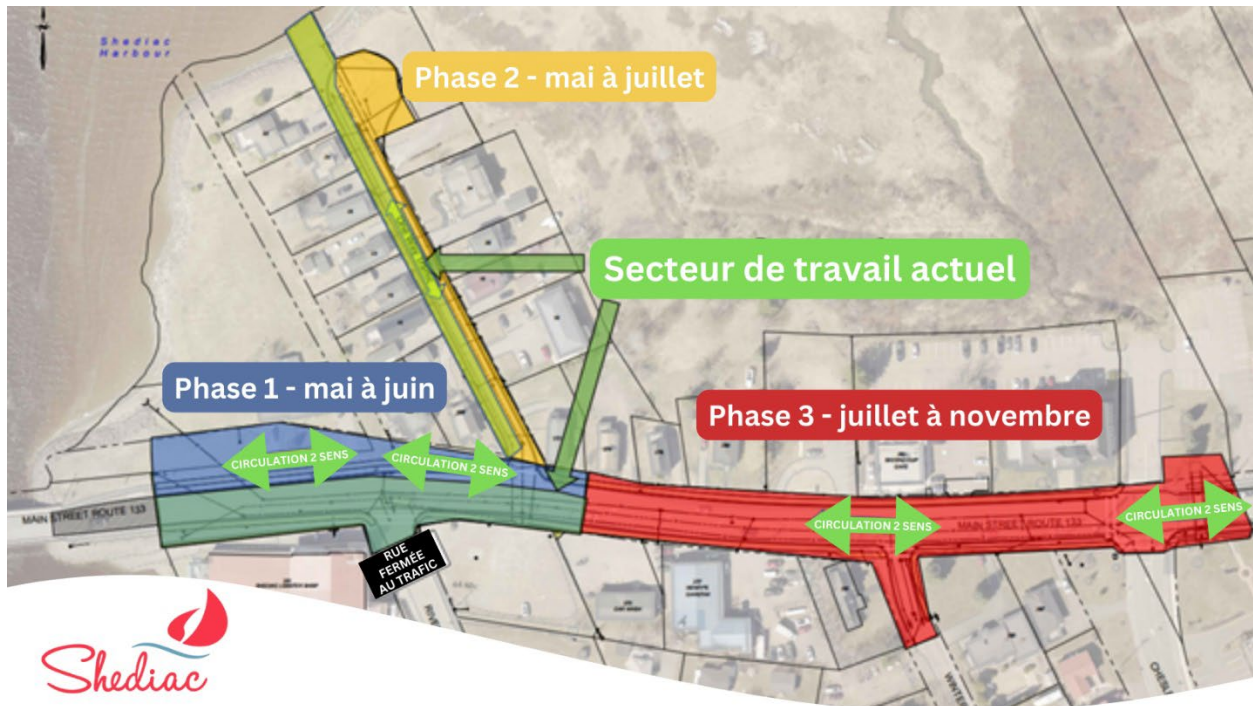 Shediac
Harbour
Phase 2 - mai à juillet
Secteur de travail actuel
Phase 1 - mai à juin
Phase 3 - juillet à novembre
CIRCULATION 2 SENS
CIRCULATION 2 SENS
CIRCULATION 2 SENS
CIRCULATION 2 SENS
MAIN STREET ROUTE 133
MAIN STREET ROUTE 133
RUE
FERMÉE
AU TRAFIC
Shediac